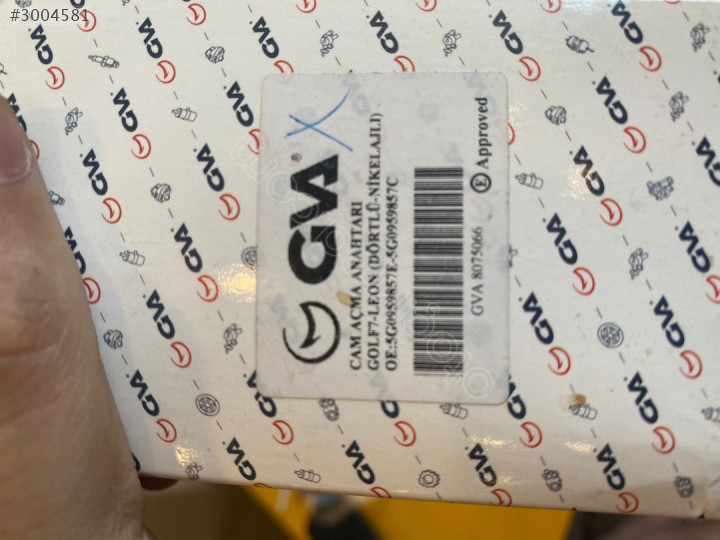 #3004581
GVA®
CAM AÇMA ANAHTARI
GOLF7-LEON (DÖRTLÜ-NİKELAJLI)
OE:5G0959857E-5G0959857C
GVA 8075066
E Approved